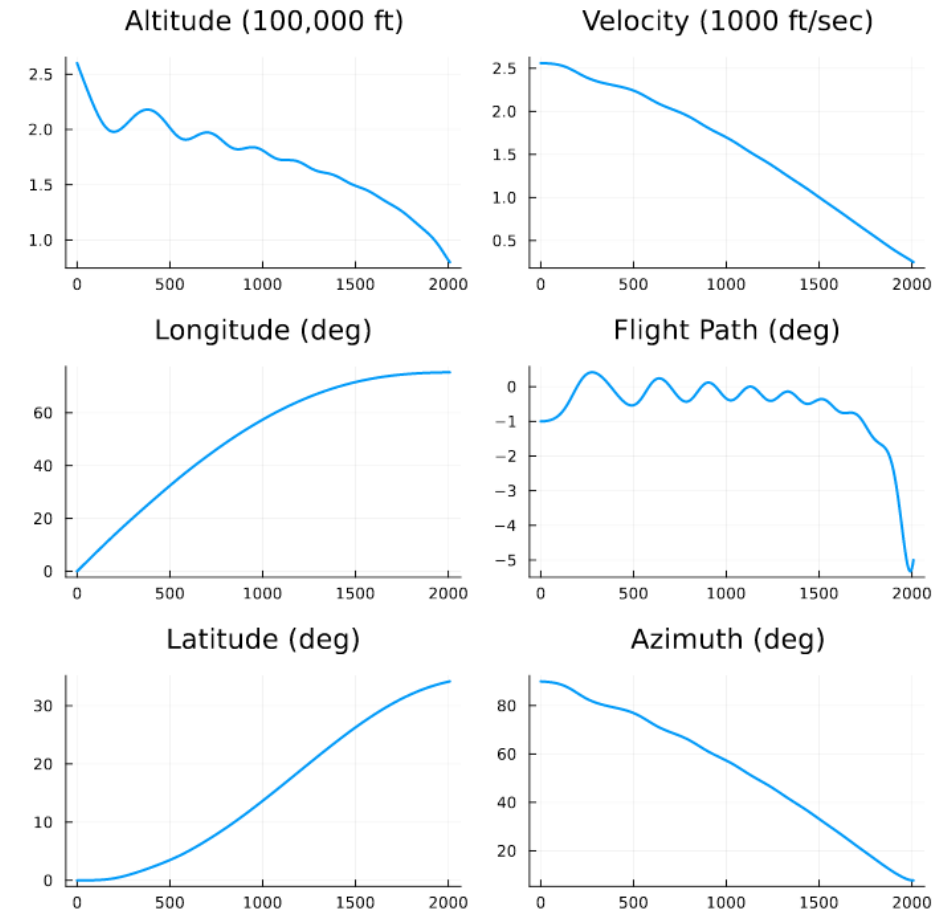 Altitude (100,000 ft)
2.5
2.0
1.5
1.0
0 500 1000 1500 2000
Velocity (1000 ft/sec)
2.5
2.0
1.5
1.0
0.5
0 500 1000 1500 2000
Longitude (deg)
60
40
20
0
0 500 1000 1500 2000
Flight Path (deg)
0
−1
−2
−3
−4
−5
0 500 1000 1500 2000
Latitude (deg)
30
20
10
0
0 500 1000 1500 2000
Azimuth (deg)
80
60
40
20
0 500 1000 1500 2000